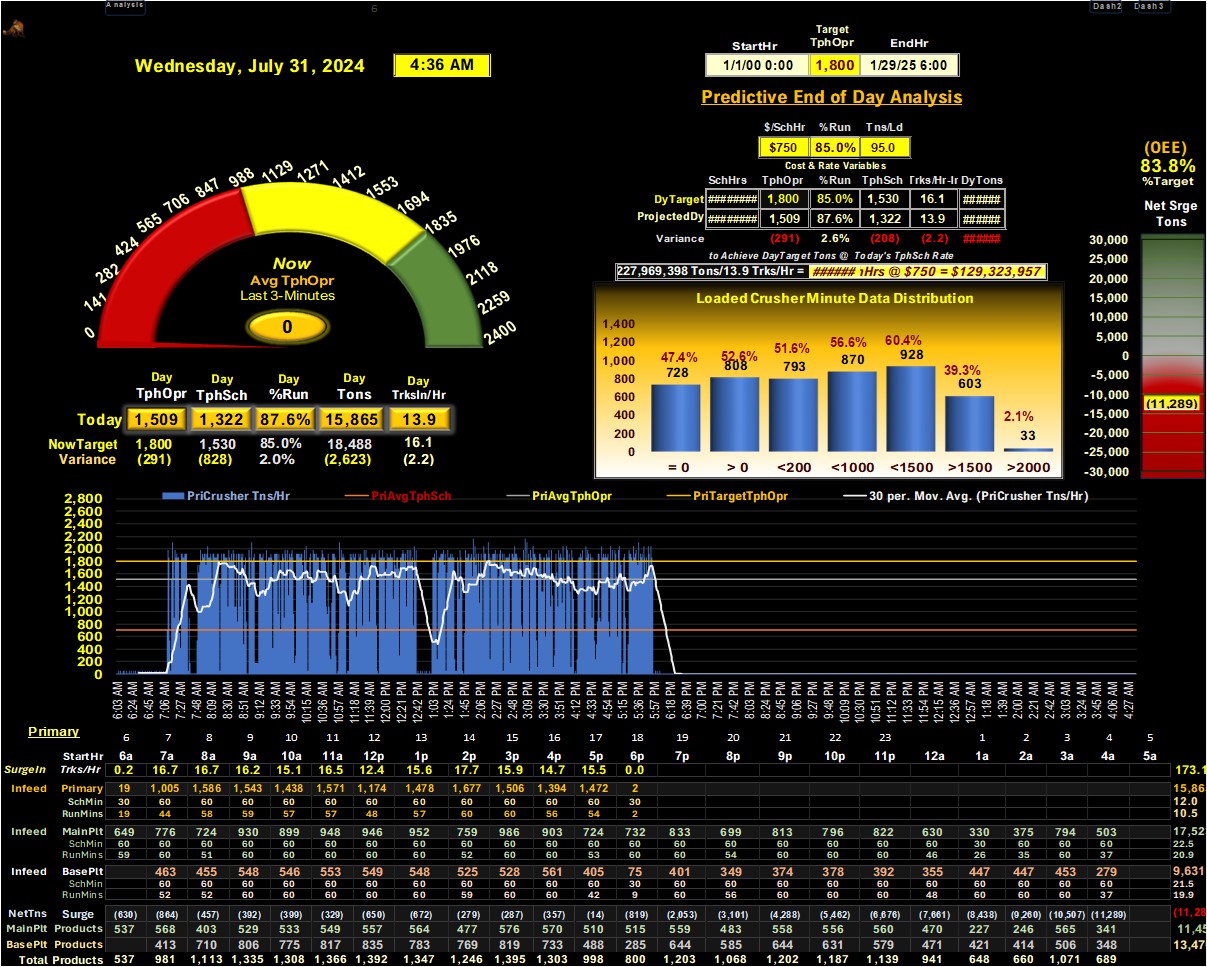 Analysis 6 Dash2 Dash3
Target
StartHr TphOpr EndHr
Wednesday, July 31, 2024 4:36 AM 1/1/00 0:00 1,800 1/29/25 6:00
Predictive End of Day Analysis
$/SchHr %Run Tns/Ld
$750 85.0% 95.0
Cost & Rate Variables
SchHrs TphOpr %Run TphSch Trks/Hr-Ir DyTons
DyTarget ######## 1,800 85.0% 1,530 16.1 ######
ProjectedDy ######## 1,509 87.6% 1,322 13.9 ######
Variance (291) 2.6% (208) (2.2) ######
to Achieve DayTarget Tons @ Today's TphSch Rate
227,969,398 Tons/13.9 Trks/Hr = ###### ıHrs @ $750 = $129,323,957
(OEE)
83.8%
%Target
Net Srge
Tons
30,000
25,000
20,000
15,000
10,000
5,000
0
-5,000
-10,000
(11,289)
-15,000
-20,000
-25,000
-30,000
0 141 282 424 565 706 847 988 1129 1271 1412 1553 1694 1835 1976 2118 2259 2400
Now
Avg TphOpr
Last 3-Minutes
0
Loaded Crusher Minute Data Distribution
1,400
1,200
1,000
800
600
400
200
0
47.4% 52.6% 51.6% 56.6% 60.4% 39.3% 2.1%
728 808 793 870 928 603 33
= 0 > 0 <200 <1000 <1500 >1500 >2000
Day Day Day Day Day
TphOpr TphSch %Run Tons TrksIn/Hr
Today 1,509 1,322 87.6% 15,865 13.9
NowTarget 1,800 1,530 85.0% 18,488 16.1
Variance (291) (828) 2.0% (2,623) (2.2)
PriCrusher Tns/Hr PriAvgTphSch PriAvgTphOpr PriTargetTphOpr 30 per. Mov. Avg. (PriCrusher Tns/Hr)
2,800
2,600
2,400
2,200
2,000
1,800
1,600
1,400
1,200
1,000
800
600
400
200
0
6:03 AM 6:24 AM 6:45 AM 7:06 AM 7:27 AM 7:48 AM 8:09 AM 8:30 AM 8:51 AM 9:12 AM 9:33 AM 9:54 AM 10:15 AM 10:36 AM 10:57 AM 11:18 AM 11:39 AM 12:00 PM 12:21 PM 12:42 PM 1:03 PM 1:24 PM 1:45 PM 2:06 PM 2:27 PM 2:48 PM 3:09 PM 3:30 PM 3:51 PM 4:12 PM 4:33 PM 4:54 PM 5:15 PM 5:36 PM 5:57 PM 6:18 PM 6:39 PM 7:00 PM 7:21 PM 7:42 PM 8:03 PM 8:24 PM 8:45 PM 9:06 PM 9:27 PM 9:48 PM 10:09 PM 10:30 PM 10:51 PM 11:12 PM 11:33 PM 11:54 PM 12:15 AM 12:36 AM 12:57 AM 1:18 AM 1:39 AM 2:00 AM 2:21 AM 2:42 AM 3:03 AM 3:24 AM 3:45 AM 4:06 AM 4:27 AM
Primary 6 7 8 9 10 11 12 13 14 15 16 17 18 19 20 21 22 23 1 2 3 4 5
StartHr 6a 7a 8a 9a 10a 11a 12p 1p 2p 3p 4p 5p 6p 7p 8p 9p 10p 11p 12a 1a 2a 3a 4a 5a
SurgeIn Trks/Hr 0.2 16.7 16.7 16.2 15.1 16.5 12.4 15.6 17.7 15.9 14.7 15.5 0.0 173.1
Infeed Primary 19 1,005 1,586 1,543 1,438 1,571 1,174 1,478 1,677 1,506 1,394 1,472 2 15,86
SchMin 30 60 60 60 60 60 60 60 60 60 60 60 30 12.0
RunMins 19 44 58 59 57 57 48 57 60 60 56 54 2 10.5
Infeed MainPlt 649 776 724 930 899 948 946 952 759 986 903 724 732 833 699 813 796 822 630 330 375 794 503 17,52
SchMin 60 60 60 60 60 60 60 60 60 60 60 60 60 60 60 60 60 60 60 30 60 60 60 22.5
RunMins 59 60 51 60 60 60 60 60 52 60 60 53 60 60 54 60 60 60 46 26 35 60 37 20.9
Infeed BasePlt 463 455 548 546 553 549 548 525 528 561 405 75 401 349 374 378 392 355 447 447 453 279 9,631
SchMin 60 60 60 60 60 60 60 60 60 60 60 30 60 60 60 60 60 60 60 60 60 60 21.5
RunMins 52 52 60 60 60 60 60 59 60 60 42 9 60 56 60 60 60 48 60 60 60 37 19.9
NetTns Surge (630) (864) (457) (392) (399) (329) (650) (672) (279) (287) (357) (14) (819) (2,053) (3,101) (4,288) (5,462) (6,676) (7,661) (8,438) (9,260) (10,507) (11,289) (11,28
MainPlt Products 537 568 403 529 533 549 557 564 477 576 570 510 515 559 483 558 556 560 470 227 246 565 341 11,45
BasePlt Products 413 710 806 775 817 835 783 769 819 733 488 285 644 585 644 631 579 471 421 414 506 348 13,47
Total Products 537 981 1,113 1,335 1,308 1,366 1,392 1,347 1,246 1,395 1,303 998 800 1,203 1,068 1,202 1,187 1,139 941 648 660 1,071 689